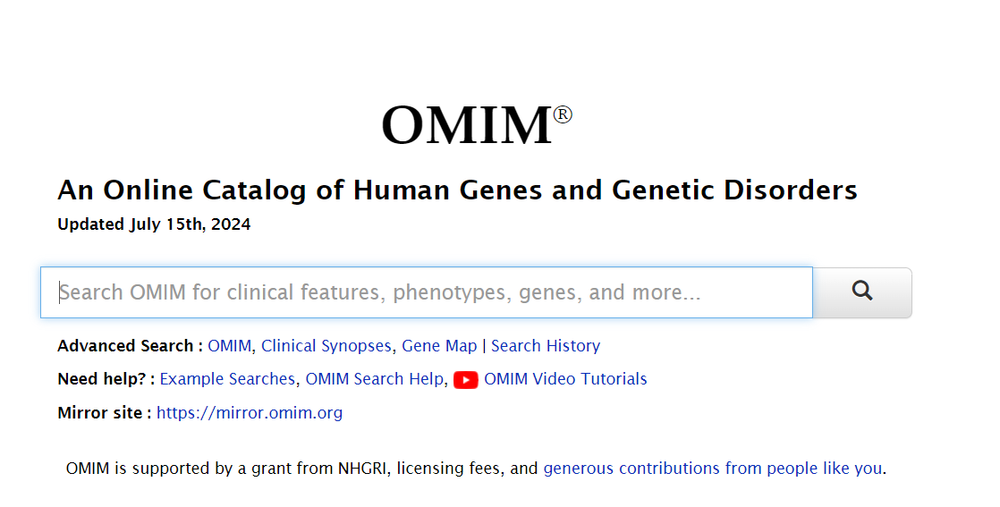 OMIM®
An Online Catalog of Human Genes and Genetic Disorders
Updated July 15th, 2024
Search OMIM for clinical features, phenotypes, genes, and more...
Advanced Search : OMIM, Clinical Synopses, Gene Map | Search History
Need help? : Example Searches, OMIM Search Help, OMIM Video Tutorials
Mirror site : https://mirror.omim.org
OMIM is supported by a grant from NHGRI, licensing fees, and generous contributions from people like you.